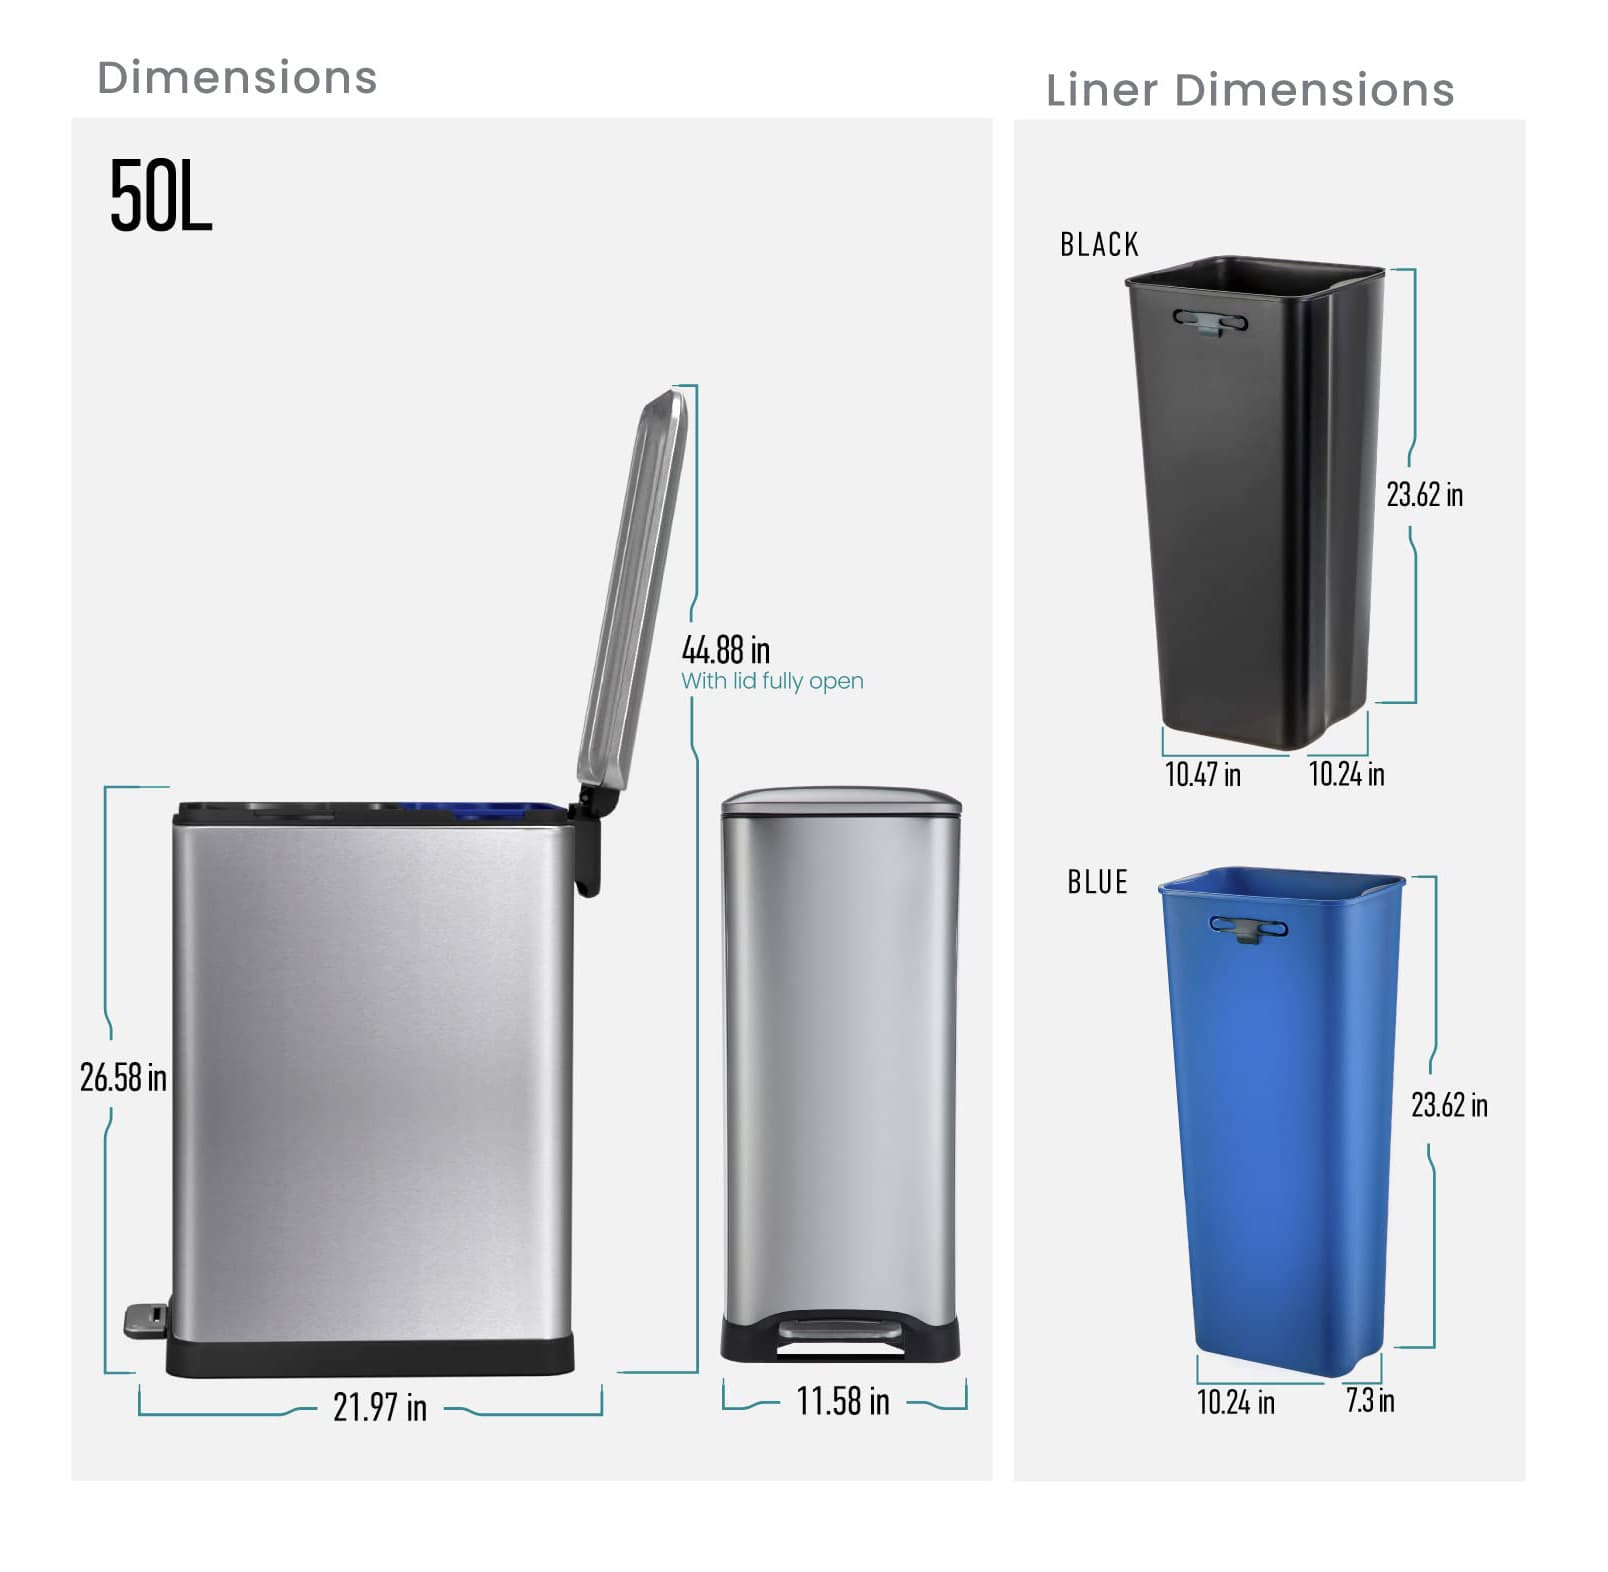 Dimensions
50L
44.88 in
With lid fully open
26.58 in
21.97 in
11.58 in
Liner Dimensions
BLACK
23.62 in
10.47 in
10.24 in
BLUE
23.62 in
10.24 in
7.3 in